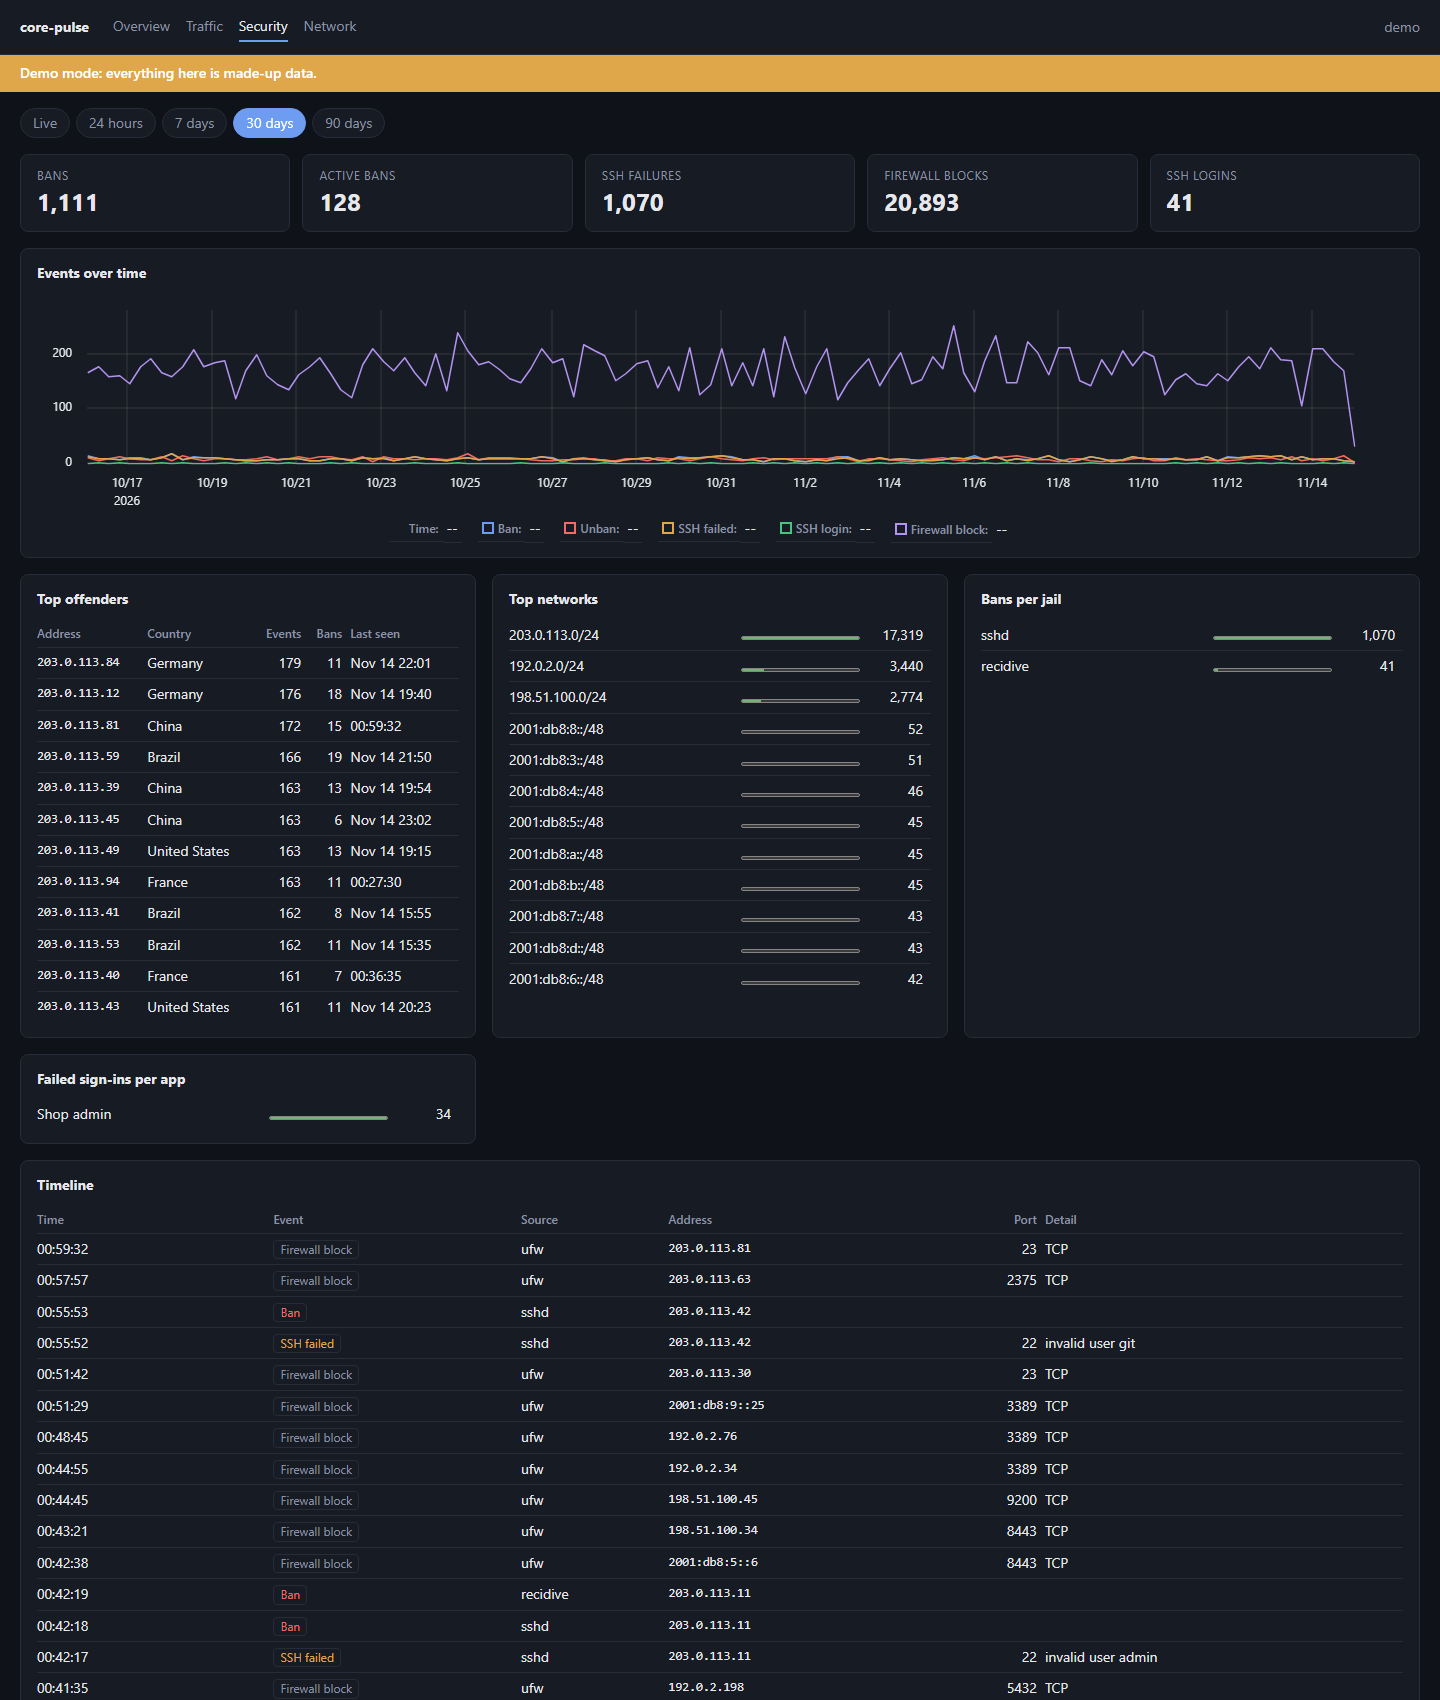 core-pulse Overview Traffic Security Network demo
Demo mode: everything here is made-up data.
Live 24 hours 7 days 30 days 90 days
BANS
1,111
ACTIVE BANS
128
SSH FAILURES
1,070
FIREWALL BLOCKS
20,893
SSH LOGINS
41
Events over time
200
100
0
10/17 10/19 10/21 10/23 10/25 10/27 10/29 10/31 11/2 11/4 11/6 11/8 11/10 11/12 11/14
2026
Time: -- Ban: -- Unban: -- SSH failed: -- SSH login: -- Firewall block: --
Top offenders
Address Country Events Bans Last seen
203.0.113.84 Germany 179 11 Nov 14 22:01
203.0.113.12 Germany 176 18 Nov 14 19:40
203.0.113.81 China 172 15 00:59:32
203.0.113.59 Brazil 166 19 Nov 14 21:50
203.0.113.39 China 163 13 Nov 14 19:54
203.0.113.45 China 163 6 Nov 14 23:02
203.0.113.49 United States 163 13 Nov 14 19:15
203.0.113.94 France 163 11 00:27:30
203.0.113.41 Brazil 162 8 Nov 14 15:55
203.0.113.53 Brazil 162 11 Nov 14 15:35
203.0.113.40 France 161 7 00:36:35
203.0.113.43 United States 161 11 Nov 14 20:23
Top networks
203.0.113.0/24 17,319
192.0.2.0/24 3,440
198.51.100.0/24 2,774
2001:db8:8::/48 52
2001:db8:3::/48 51
2001:db8:4::/48 46
2001:db8:5::/48 45
2001:db8:a::/48 45
2001:db8:b::/48 45
2001:db8:7::/48 43
2001:db8:d::/48 43
2001:db8:6::/48 42
Bans per jail
sshd 1,070
recidive 41
Failed sign-ins per app
Shop admin 34
Timeline
Time Event Source Address Port Detail
00:59:32 Firewall block ufw 203.0.113.81 23 TCP
00:57:57 Firewall block ufw 203.0.113.63 2375 TCP
00:55:53 Ban sshd 203.0.113.42
00:55:52 SSH failed sshd 203.0.113.42 22 invalid user git
00:51:42 Firewall block ufw 203.0.113.30 23 TCP
00:51:29 Firewall block ufw 2001:db8:9::25 3389 TCP
00:48:45 Firewall block ufw 192.0.2.76 3389 TCP
00:44:55 Firewall block ufw 192.0.2.34 3389 TCP
00:44:45 Firewall block ufw 198.51.100.45 9200 TCP
00:43:21 Firewall block ufw 198.51.100.34 8443 TCP
00:42:38 Firewall block ufw 2001:db8:5::6 8443 TCP
00:42:19 Ban recidive 203.0.113.11
00:42:18 Ban sshd 203.0.113.11
00:42:17 SSH failed sshd 203.0.113.11 22 invalid user admin
00:41:35 Firewall block ufw 192.0.2.198 5432 TCP